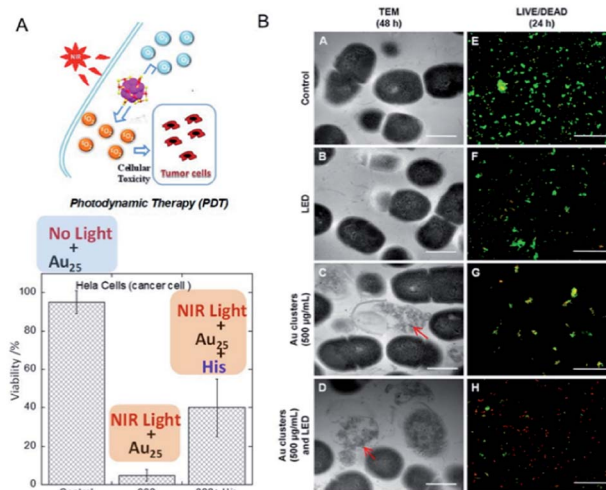 A
NIR
Cellular
Toxicity
Tumor cells
Photodynamic Therapy (PDT)
No Light
+
Au25
Hela Cells (cancer cell )
NIR Light
+
Au25
+
His
NIR Light
+
Au25
Viability /%
100
80
60
40
20
0
B
TEM
(48 h)
LIVE/DEAD
(24 h)
Control
A
E
LED
B
F
Au clusters
(500 μg/mL)
C
G
Au clusters
(500 μg/mL)
and LED
D
H